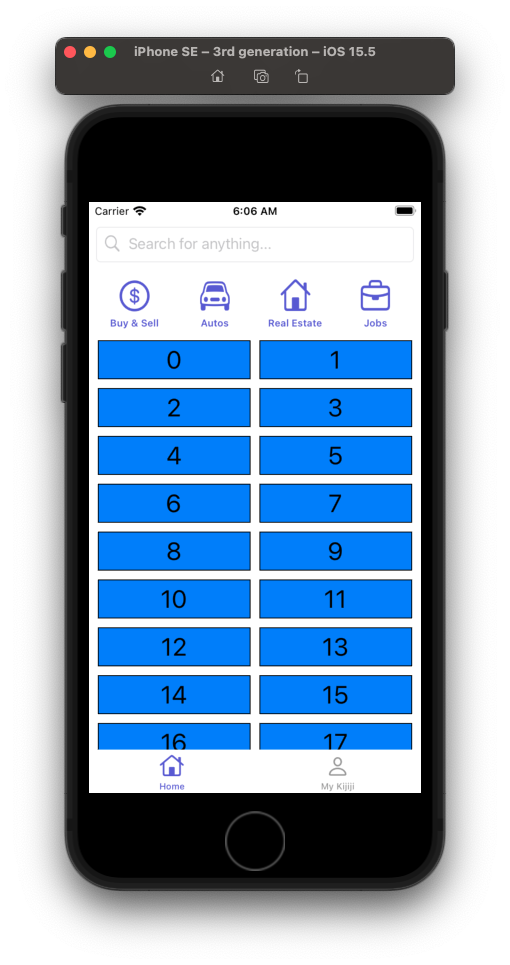 iPhone SE – 3rd generation – iOS 15.5
Carrier 6:06 AM
Search for anything...
$
Buy & Sell Autos Real Estate Jobs
0 1
2 3
4 5
6 7
8 9
10 11
12 13
14 15
16 17
Home My Kijiji